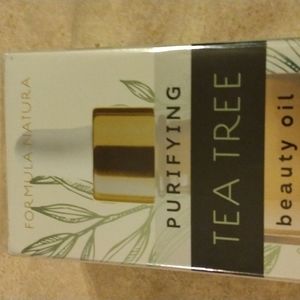 FORMULA NATURA
PURIFYING
TEA TREE
beauty oil